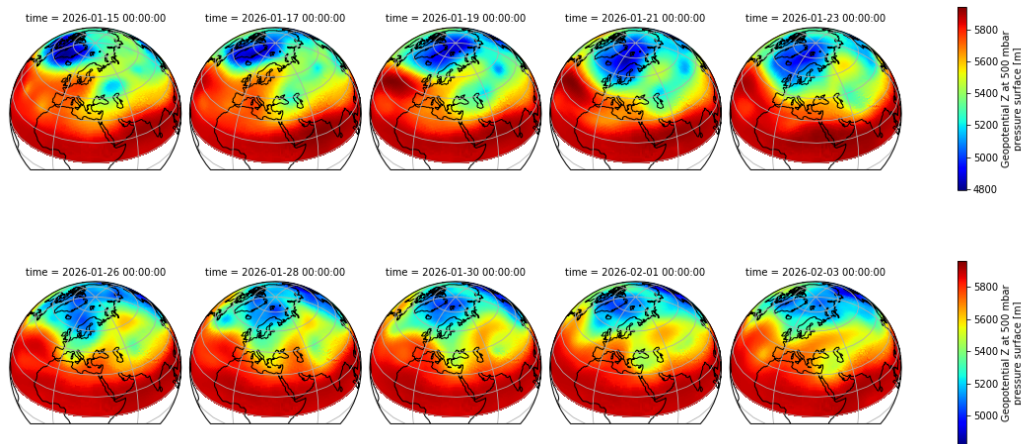 time = 2026-01-15 00:00:00
time = 2026-01-17 00:00:00
time = 2026-01-19 00:00:00
time = 2026-01-21 00:00:00
time = 2026-01-23 00:00:00
5800
5600
5400
5200
5000
4800
Geopotential Z at 500 mbar
pressure surface [m]
time = 2026-01-26 00:00:00
time = 2026-01-28 00:00:00
time = 2026-01-30 00:00:00
time = 2026-02-01 00:00:00
time = 2026-02-03 00:00:00
5800
5600
5400
5200
5000
Geopotential Z at 500 mbar
pressure surface [m]